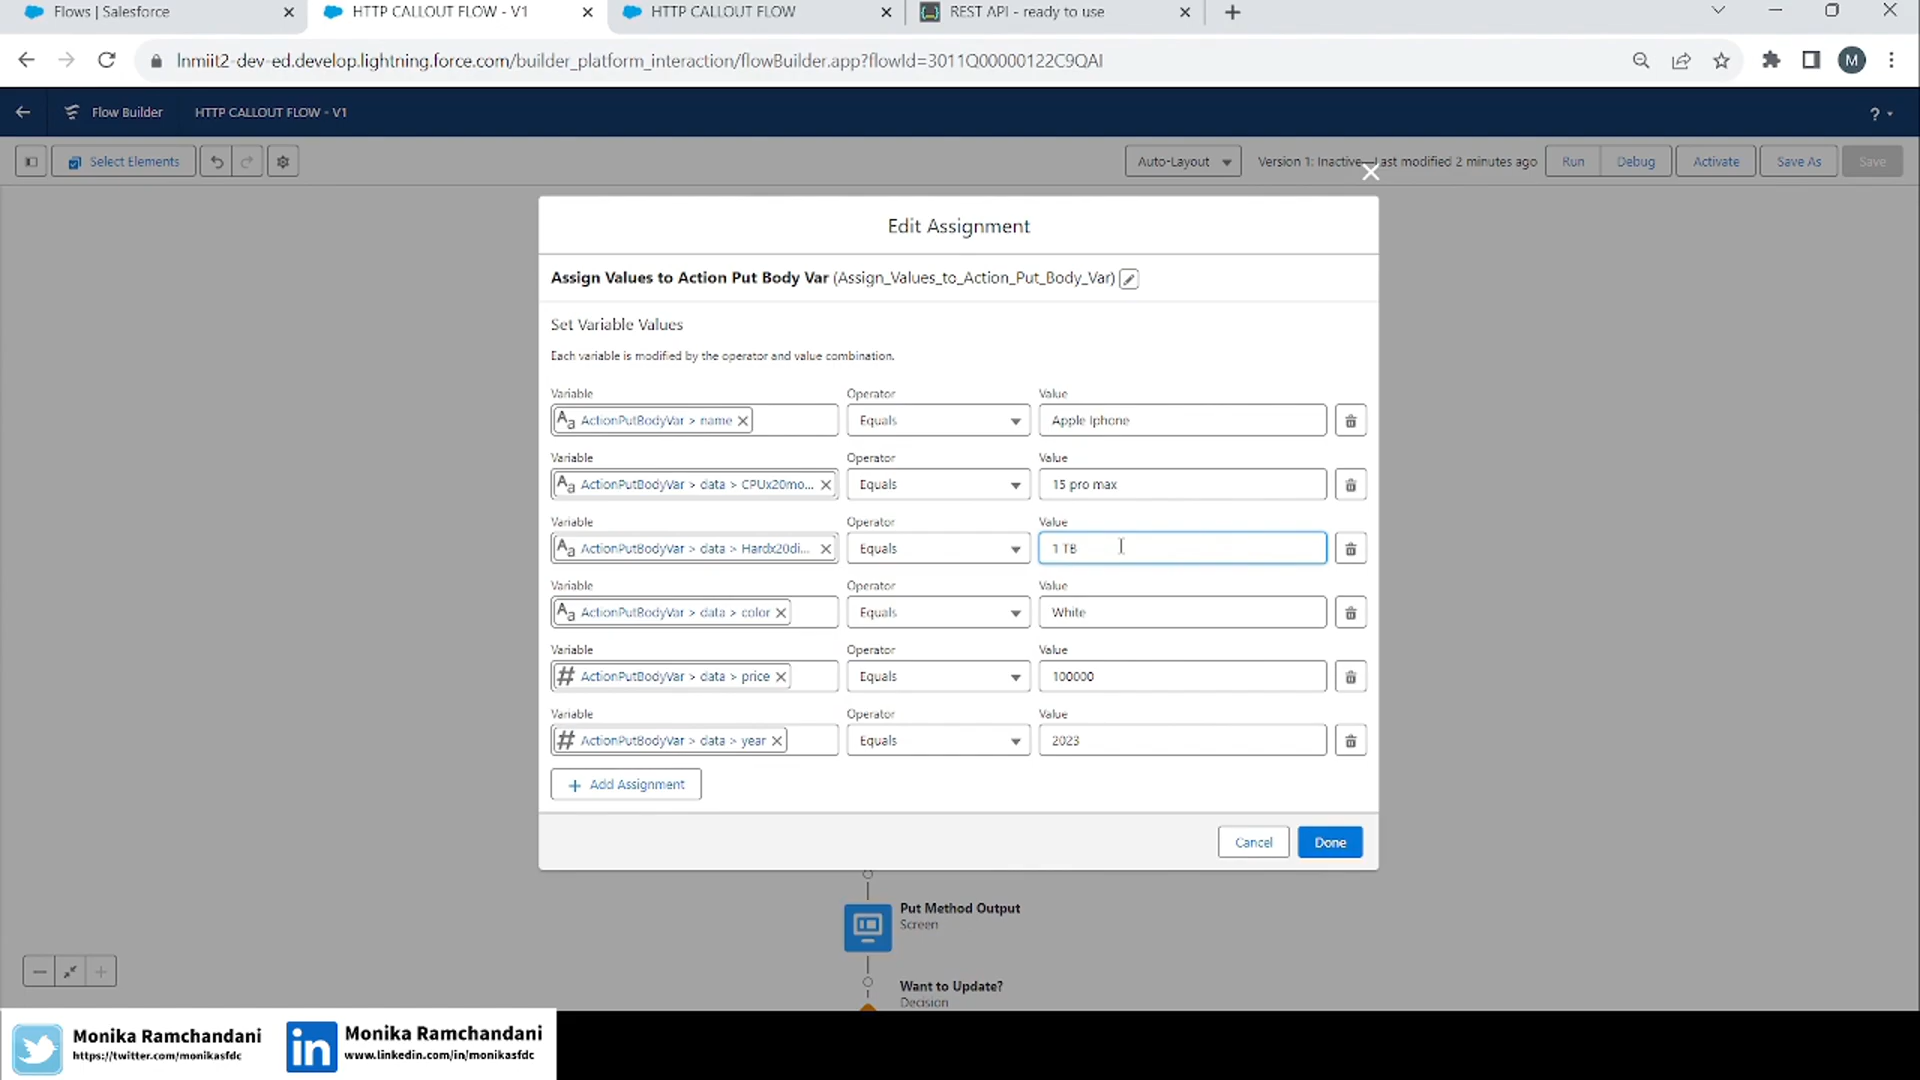 Flows | Salesforce
HTTP CALLOUT FLOW - V1
HTTP CALLOUT FLOW
REST API - ready to use
lnmiit2-dev-ed.develop.lightning.force.com/builder_platform_interaction/flowBuilder.app?flowId=3011Q00000122C9QAI
M
Flow Builder
HTTP CALLOUT FLOW - V1
?
Select Elements
Auto-Layout
Version 1: Inactive—Last modified 2 minutes ago
Run
Debug
Activate
Save As
Save
Edit Assignment
Assign Values to Action Put Body Var (Assign_Values_to_Action_Put_Body_Var)
Set Variable Values
Each variable is modified by the operator and value combination.
Variable Operator Value
Aa ActionPutBodyVar > name Equals Apple Iphone
Variable Operator Value
Aa ActionPutBodyVar > data > CPUx20mo... Equals 15 pro max
Variable Operator Value
Aa ActionPutBodyVar > data > Hardx20di... Equals 1 TB
Variable Operator Value
Aa ActionPutBodyVar > data > color Equals White
Variable Operator Value
# ActionPutBodyVar > data > price Equals 100000
Variable Operator Value
# ActionPutBodyVar > data > year Equals 2023
+ Add Assignment
Cancel
Done
Put Method Output
Screen
Want to Update?
Decision
Monika Ramchandani
https://twitter.com/monikasfdc
in
Monika Ramchandani
www.linkedin.com/in/monikasfdc